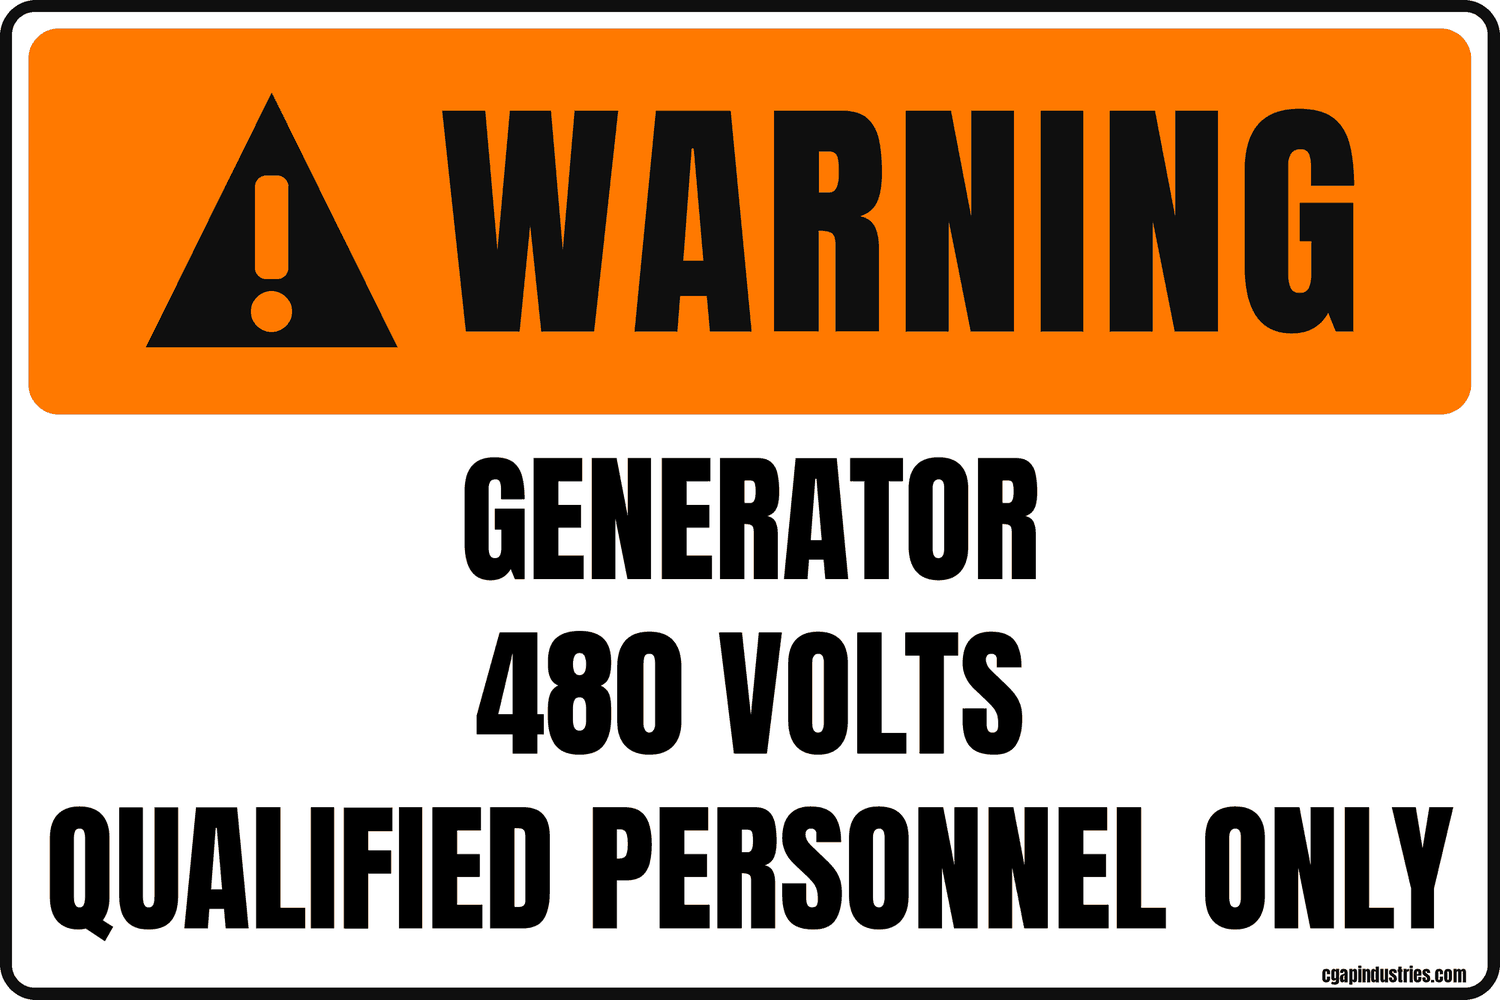 WARNING
GENERATOR
480 VOLTS
QUALIFIED PERSONNEL ONLY
cgapindustries.com